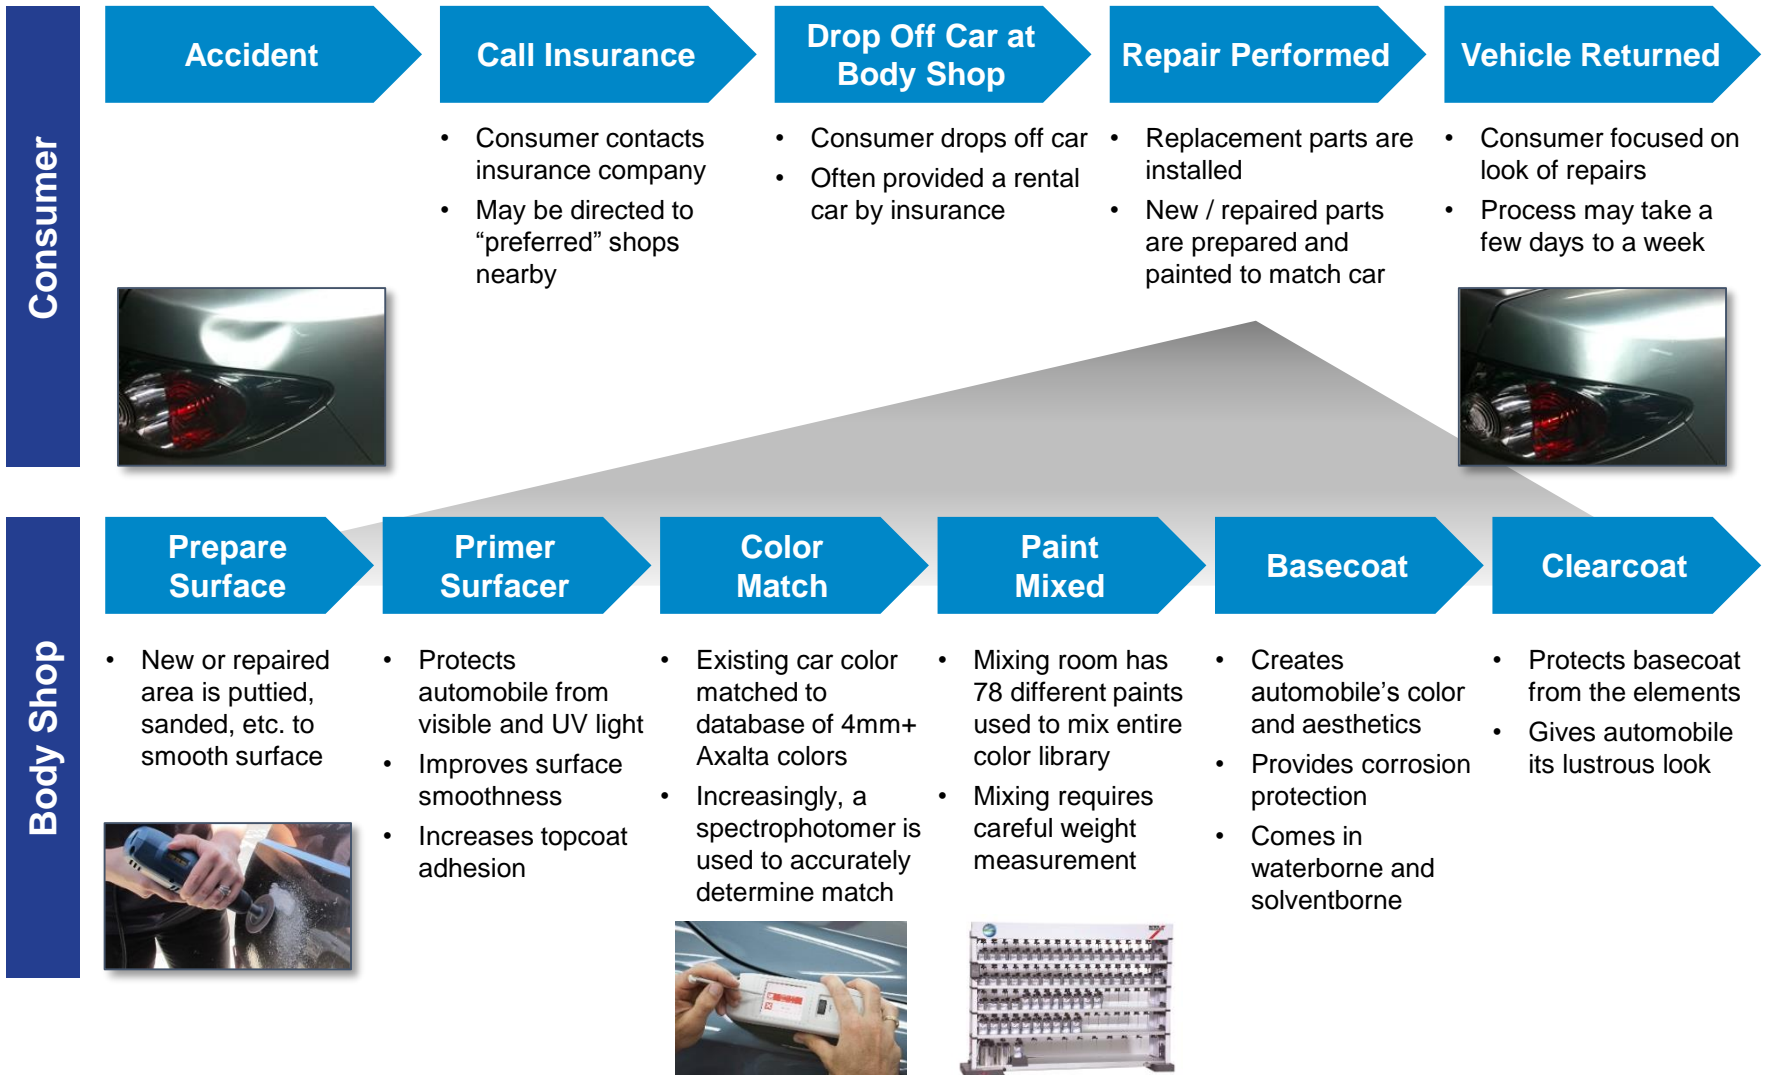 Consumer
Accident
Call Insurance
• Consumer contacts
insurance company
• May be directed to
“preferred” shops
nearby
Drop Off Car at
Body Shop
• Consumer drops off car
• Often provided a rental
car by insurance
Repair Performed
• Replacement parts are
installed
• New / repaired parts
are prepared and
painted to match car
Vehicle Returned
• Consumer focused on
look of repairs
• Process may take a
few days to a week
Body Shop
Prepare
Surface
• New or repaired
area is puttied,
sanded, etc. to
smooth surface
Primer
Surfacer
• Protects
automobile from
visible and UV light
• Improves surface
smoothness
• Increases topcoat
adhesion
Color
Match
• Existing car color
matched to
database of 4mm+
Axalta colors
• Increasingly, a
spectrophotomer is
used to accurately
determine match
Paint
Mixed
• Mixing room has
78 different paints
used to mix entire
color library
• Mixing requires
careful weight
measurement
Basecoat
• Creates
automobile’s color
and aesthetics
• Provides corrosion
protection
• Comes in
waterborne and
solventborne
Clearcoat
• Protects basecoat
from the elements
• Gives automobile
its lustrous look